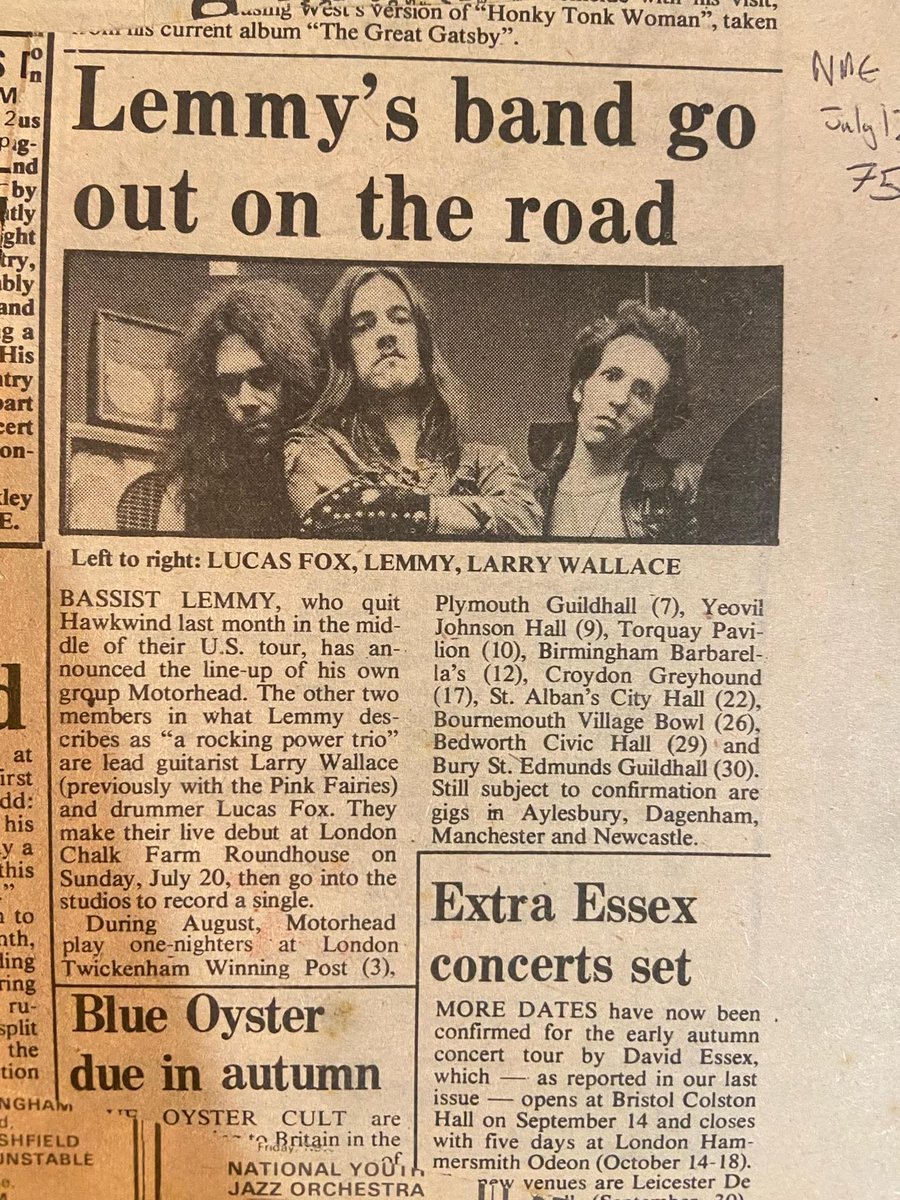 West's version of "Honky Tonk Woman", taken
his current album "The Great Gatsby".
Lemmy's band go
out on the road
NME
July
75
Left to right: LUCAS FOX, LEMMY, LARRY WALLACE
BASSIST LEMMY, who quit
Hawkwind last month in the mid-
dle of their U.S. tour, has an-
nounced the line-up of his own
group Motorhead. The other two
members in what Lemmy des-
cribes as "a rocking power trio"
are lead guitarist Larry Wallace
(previously with the Pink Fairies)
and drummer Lucas Fox. They
make their live debut at London
Chalk Farm Roundhouse on
Sunday, July 20, then go into the
studios to record a single.
During August, Motorhead
play one-nighters at London
Twickenham Winning Post (3),
Plymouth Guildhall (7), Yeovil
Johnson Hall (9), Torquay Pavi-
lion (10), Birmingham Barbarel-
la's (12), Croydon Greyhound
(17), St. Alban's City Hall (22),
Bournemouth Village Bowl (26),
Bedworth Civic Hall (29) and
Bury St. Edmunds Guildhall (30).
Still subject to confirmation are
gigs in Aylesbury, Dagenham,
Manchester and Newcastle.
Blue Oyster
due in autumn
OYSTER CULT are
to Britain in the
of
NATIONAL YOUTH
JAZZ ORCHESTRA
Extra Essex
concerts set
MORE DATES have now been
confirmed for the early autumn
concert tour by David Essex,
which — as reported in our last
issue — opens at Bristol Colston
Hall on September 14 and closes
with five days at London Ham-
mersmith Odeon (October 14-18).
new venues are Leicester De